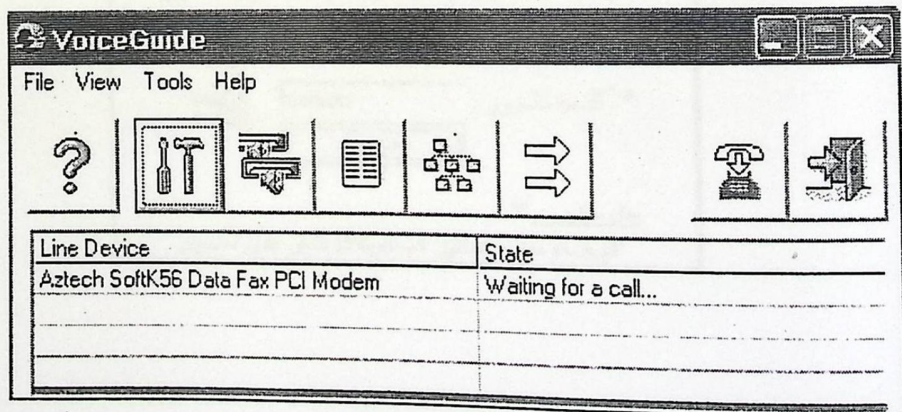 VoiceGuide
File View Tools Help
Line Device State
Aztech SoftK56 Data Fax PCI Modem Waiting for a call...